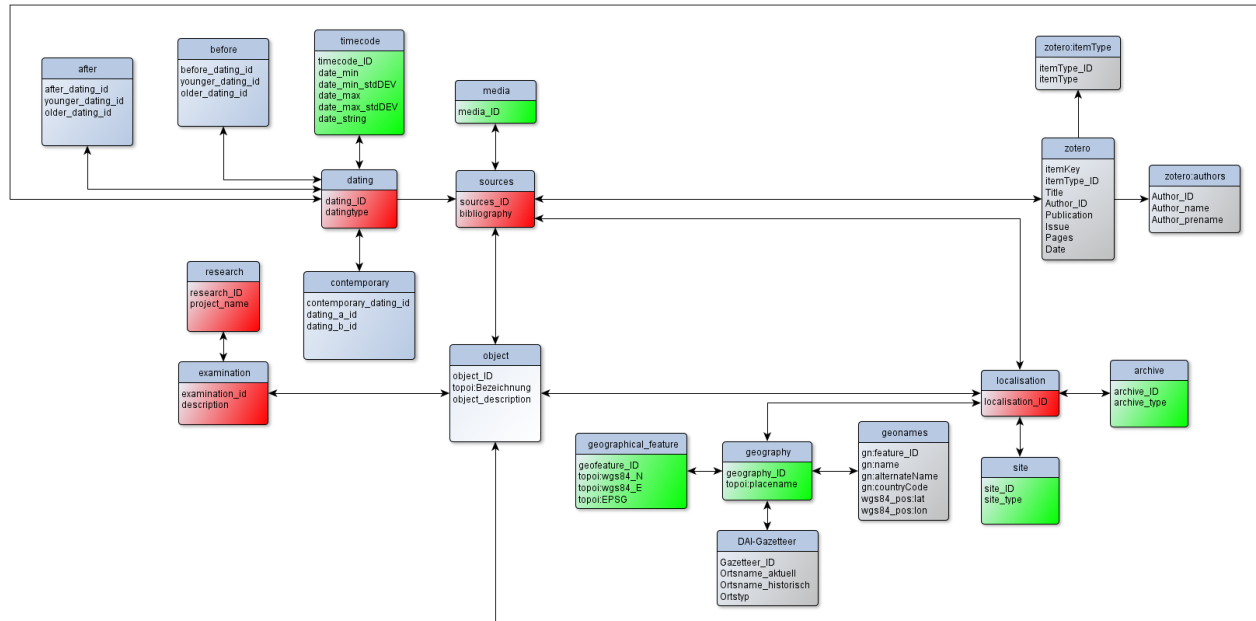 after
after_dating_id
younger_dating_id
older_dating_id
before
before_dating_id
younger_dating_id
older_dating_id
timecode
timecode_ID
date_min
date_min_stdDEV
date_max
date_max_stdDEV
date_string
media
media_ID
zotero:itemType
itemType_ID
itemType
zotero
itemKey
itemType_ID
Title
Author_ID
Publication
Issue
Pages
Date
zotero:authors
Author_ID
Author_name
Author_prename
dating
dating_ID
datingtype
sources
sources_ID
bibliography
research
research_ID
project_name
contemporary
contemporary_dating_id
dating_a_id
dating_b_id
examination
examination_id
description
object
object_ID
topoi:Bezeichnung
object_description
localisation
localisation_ID
archive
archive_ID
archive_type
geographical_feature
geofeature_ID
topoi:wgs84_N
topoi:wgs84_E
topoi:EPSG
geography
geography_ID
topoi:placename
geonames
gn:feature_ID
gn:name
gn:alternateName
gn:countryCode
wgs84_pos:lat
wgs84_pos:lon
site
site_ID
site_type
DAI-Gazetteer
Gazetteer_ID
Ortsname_aktuell
Ortsname_historisch
Ortstyp